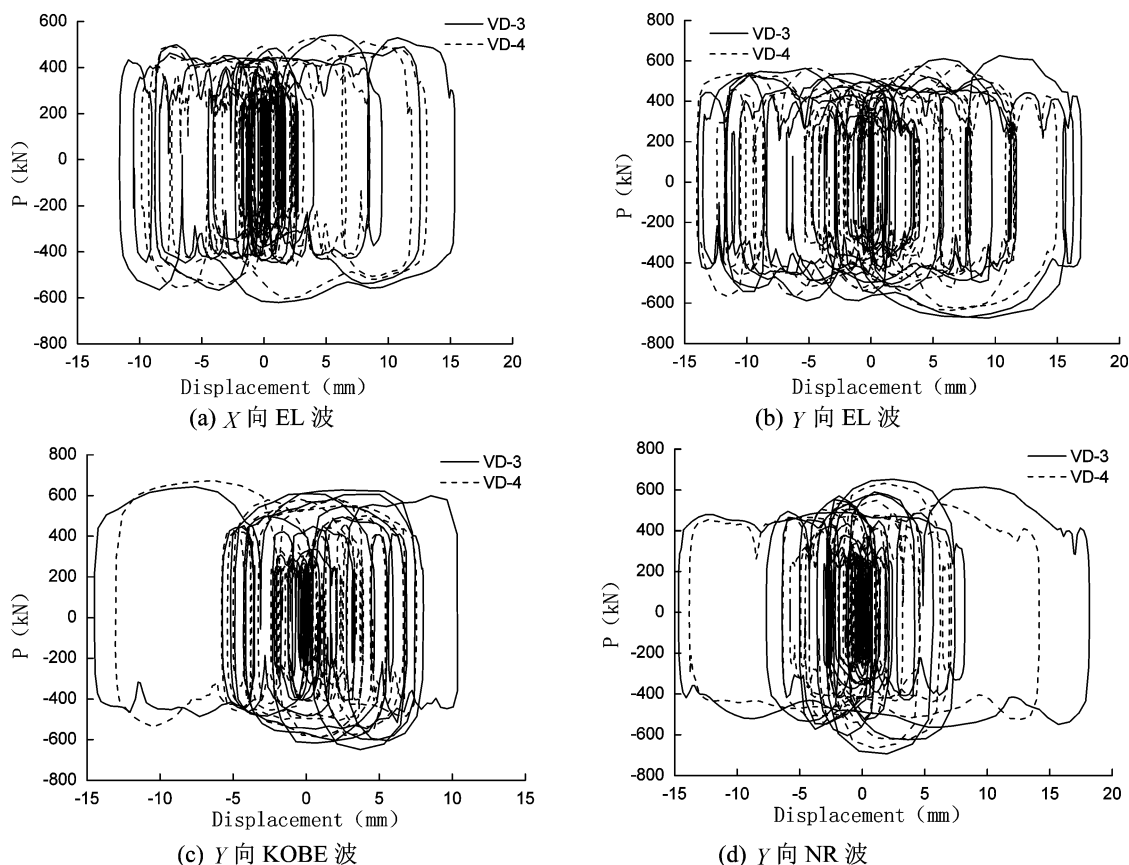 600
400
200
0
-200
-400
-600
-800
P (kN)
VD-3
VD-4
-15 -10 -5 0 5 10 15 20
Displacement (mm)
(a) X 向 EL 波
800
600
400
200
0
-200
-400
-600
-800
P (kN)
VD-3
VD-4
-15 -10 -5 0 5 10 15 20
Displacement (mm)
(b) Y 向 EL 波
800
600
400
200
0
-200
-400
-600
-800
P (kN)
VD-3
VD-4
-15 -10 -5 0 5 10 15
Displacement (mm)
(c) Y 向 KOBE 波
800
600
400
200
0
-200
-400
-600
-800
P (kN)
VD-3
VD-4
-15 -10 -5 0 5 10 15 20
Displacement (mm)
(d) Y 向 NR 波